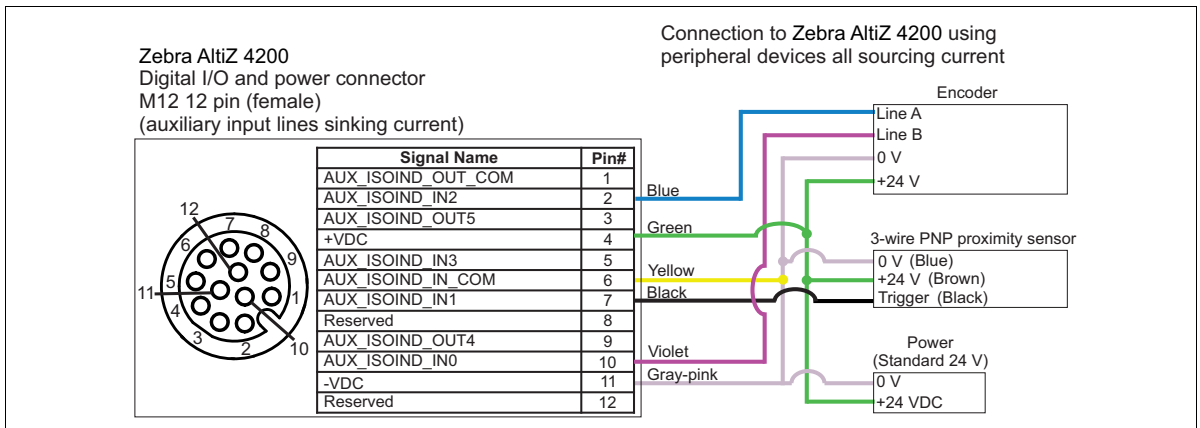 Zebra AltiZ 4200
Digital I/O and power connector
M12 12 pin (female)
(auxiliary input lines sinking current)
Connection to Zebra AltiZ 4200 using
peripheral devices all sourcing current
Signal Name Pin#
AUX_ISOIND_OUT_COM 1
AUX_ISOIND_IN2 2
AUX_ISOIND_OUT5 3
+VDC 4
AUX_ISOIND_IN3 5
AUX_ISOIND_IN_COM 6
AUX_ISOIND_IN1 7
Reserved 8
AUX_ISOIND_OUT4 9
AUX_ISOIND_IN0 10
-VDC 11
Reserved 12
12
7
8
6
9
5
11
1
4
3
2
10
Blue
Green
Yellow
Black
Violet
Gray-pink
Encoder
Line A
Line B
0 V
+24 V
3-wire PNP proximity sensor
0 V (Blue)
+24 V (Brown)
Trigger (Black)
Power
(Standard 24 V)
0 V
+24 VDC